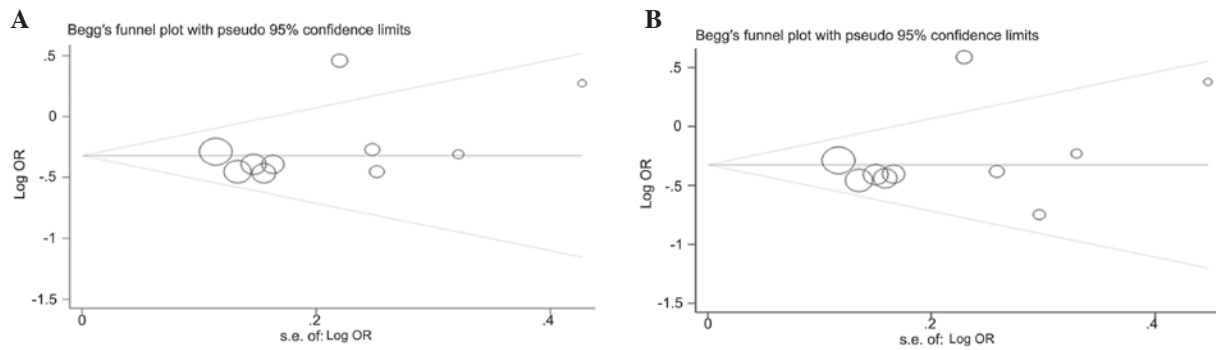 A
Begg's funnel plot with pseudo 95% confidence limits
.5
0
-.5
-1
-1.5
Log OR
0
.2
.4
s.e. of: Log OR
B
Begg's funnel plot with pseudo 95% confidence limits
.5
0
-.5
-1
-1.5
Log OR
0
.2
.4
s.e. of: Log OR